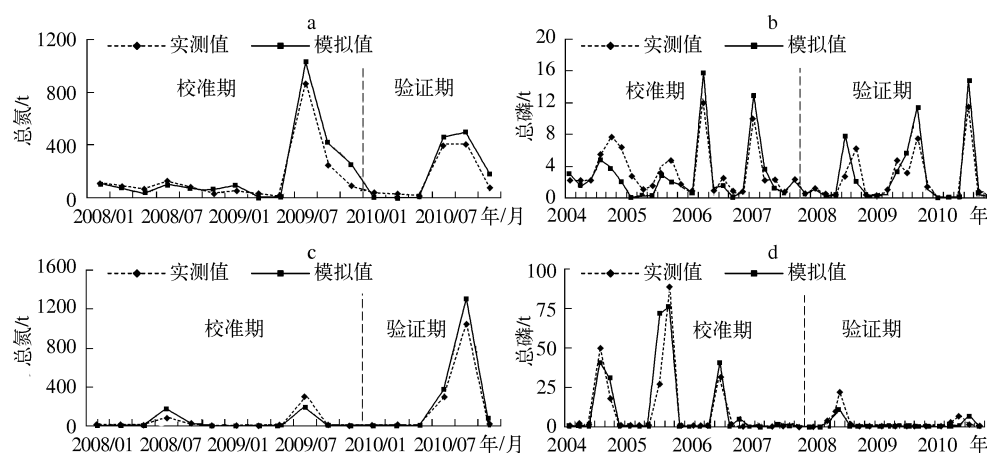 a
1200
800
400
0
总氮/t
实测值 模拟值
校准期 验证期
2008/01 2008/07 2009/01 2009/07 2010/01 2010/07 年/月
b
20
16
12
8
4
0
总磷/t
实测值 模拟值
校准期 验证期
2004 2005 2006 2007 2008 2009 2010 年
c
1600
1200
800
400
0
总氮/t
实测值 模拟值
校准期 验证期
2008/01 2008/07 2009/01 2009/07 2010/01 2010/07 年/月
d
100
75
50
25
0
总磷/t
实测值 模拟值
校准期 验证期
2004 2005 2006 2007 2008 2009 2010 年